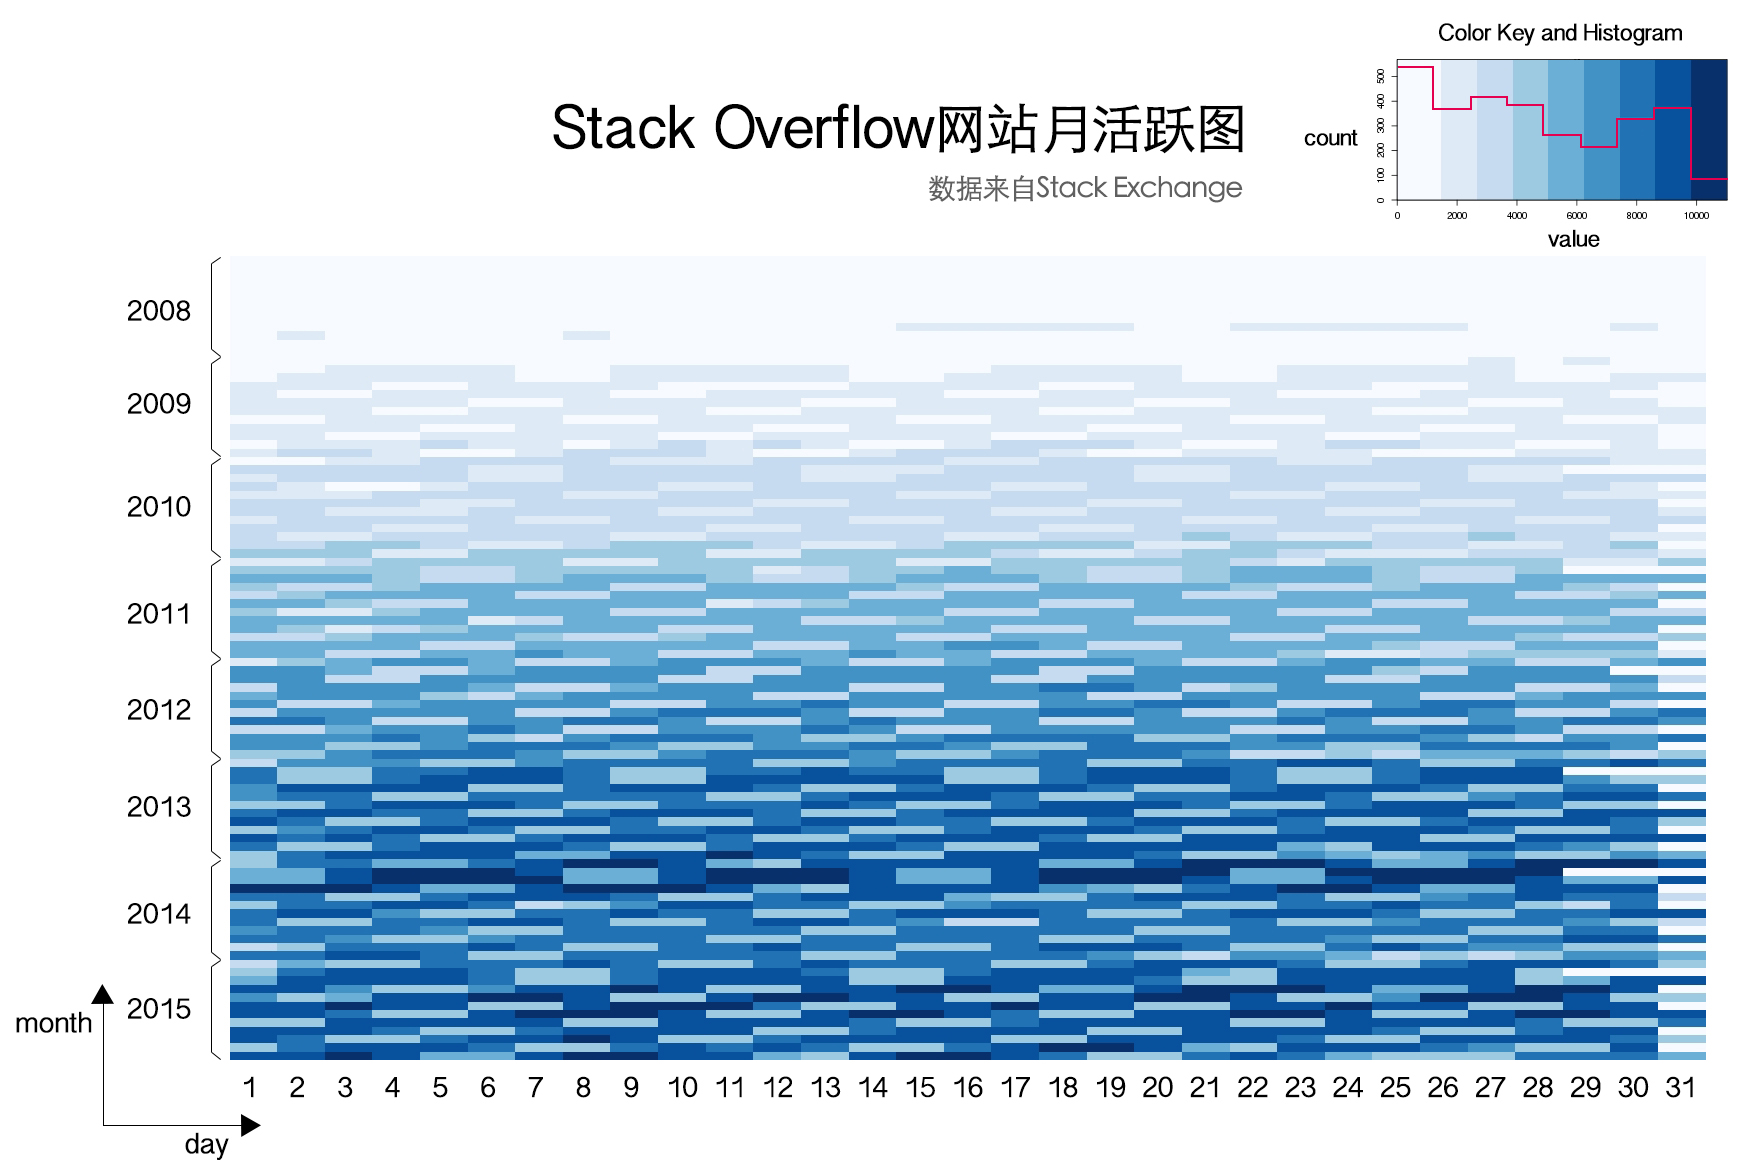 Color Key and Histogram
500
400
300
200
100
0
count
0 2000 4000 6000 8000 10000
value
Stack Overflow网站月活跃图
数据来自Stack Exchange
2008
2009
2010
2011
2012
2013
2014
2015
month
1 2 3 4 5 6 7 8 9 10 11 12 13 14 15 16 17 18 19 20 21 22 23 24 25 26 27 28 29 30 31
day